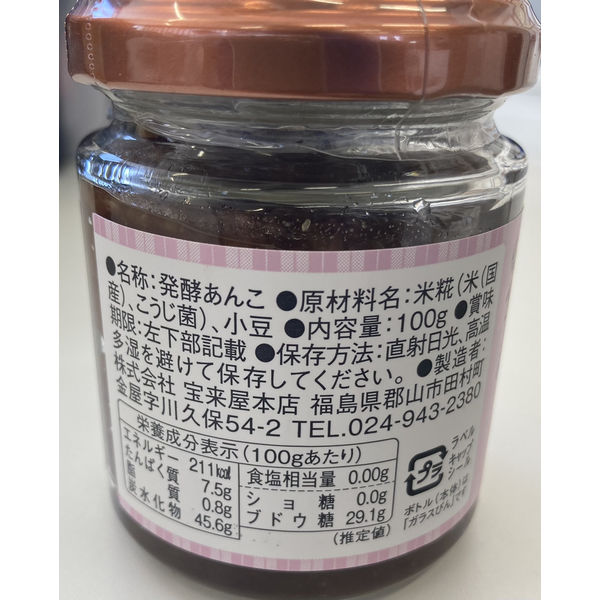 ●名称:発酵あんこ ●原材料名:米糀(米(国
産)、こうじ菌)、小豆 ●内容量:100g ●賞味
期限:左下部記載 ●保存方法:直射日光、高温
多湿を避けて保存してください。 ●製造者:
株式会社 宝来屋本店 福島県郡山市田村町
金屋字川久保54-2 TEL.024-943-2380
栄養成分表示(100gあたり)
エネルギー 211kcal
たんぱく質 7.5g
脂質 0.8g
炭水化物 45.6g
食塩相当量 0.00g
ショ糖 0.0g
ブドウ糖 29.1g
(推定値)
プラ
ラベル
キャップ
シール
ボトル(本体)は
「ガラスびん」です